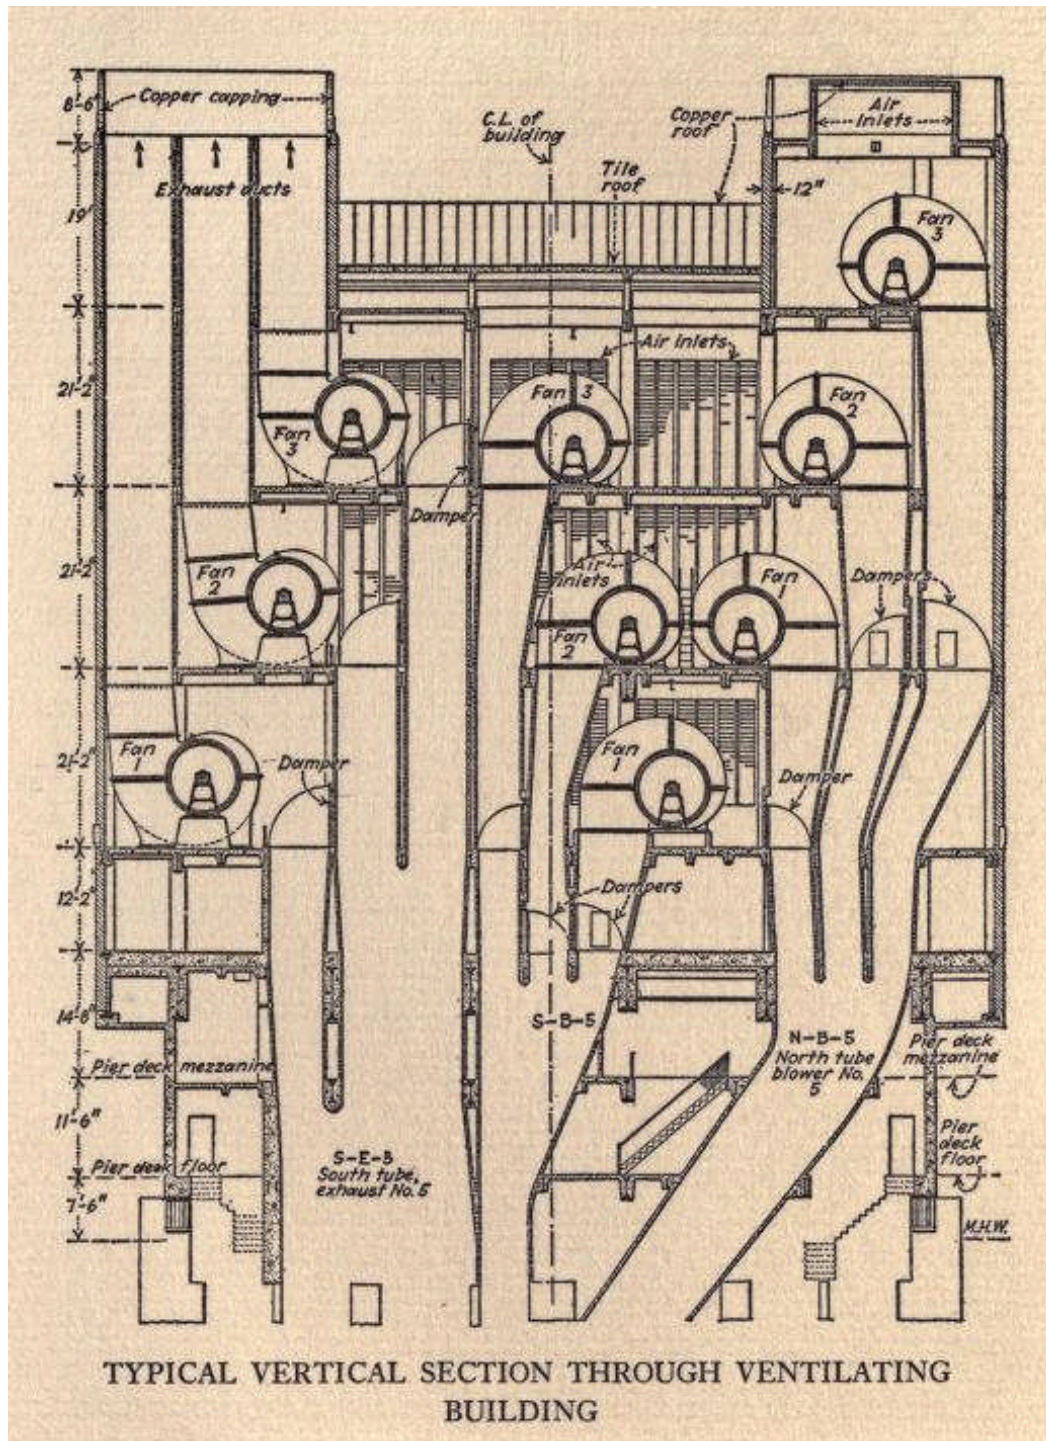 8'-6"
Copper capping
C.L. of
building
Copper
roof
Air
inlets
Exhaust ducts
Tile
roof
12"
19'
Fan
3
Air inlets
21'-2"
Fan
3
Fan 3
Fan
2
Damper
21'-2"
Fan
2
Air
inlets
Fan
2
Fan
1
Dampers
21'-2"
Fan
1
Damper
Fan
1
Damper
12'-2"
Dampers
14'-8"
S-B-5
N-B-5
North tube
blower No.
5
Pier deck
mezzanine
Pier deck mezzanine
11'-6"
Pier deck floor
South tube,
exhaust No. 5
Pier
deck
floor
7'-6"
M.H.W.
TYPICAL VERTICAL SECTION THROUGH VENTILATING
BUILDING